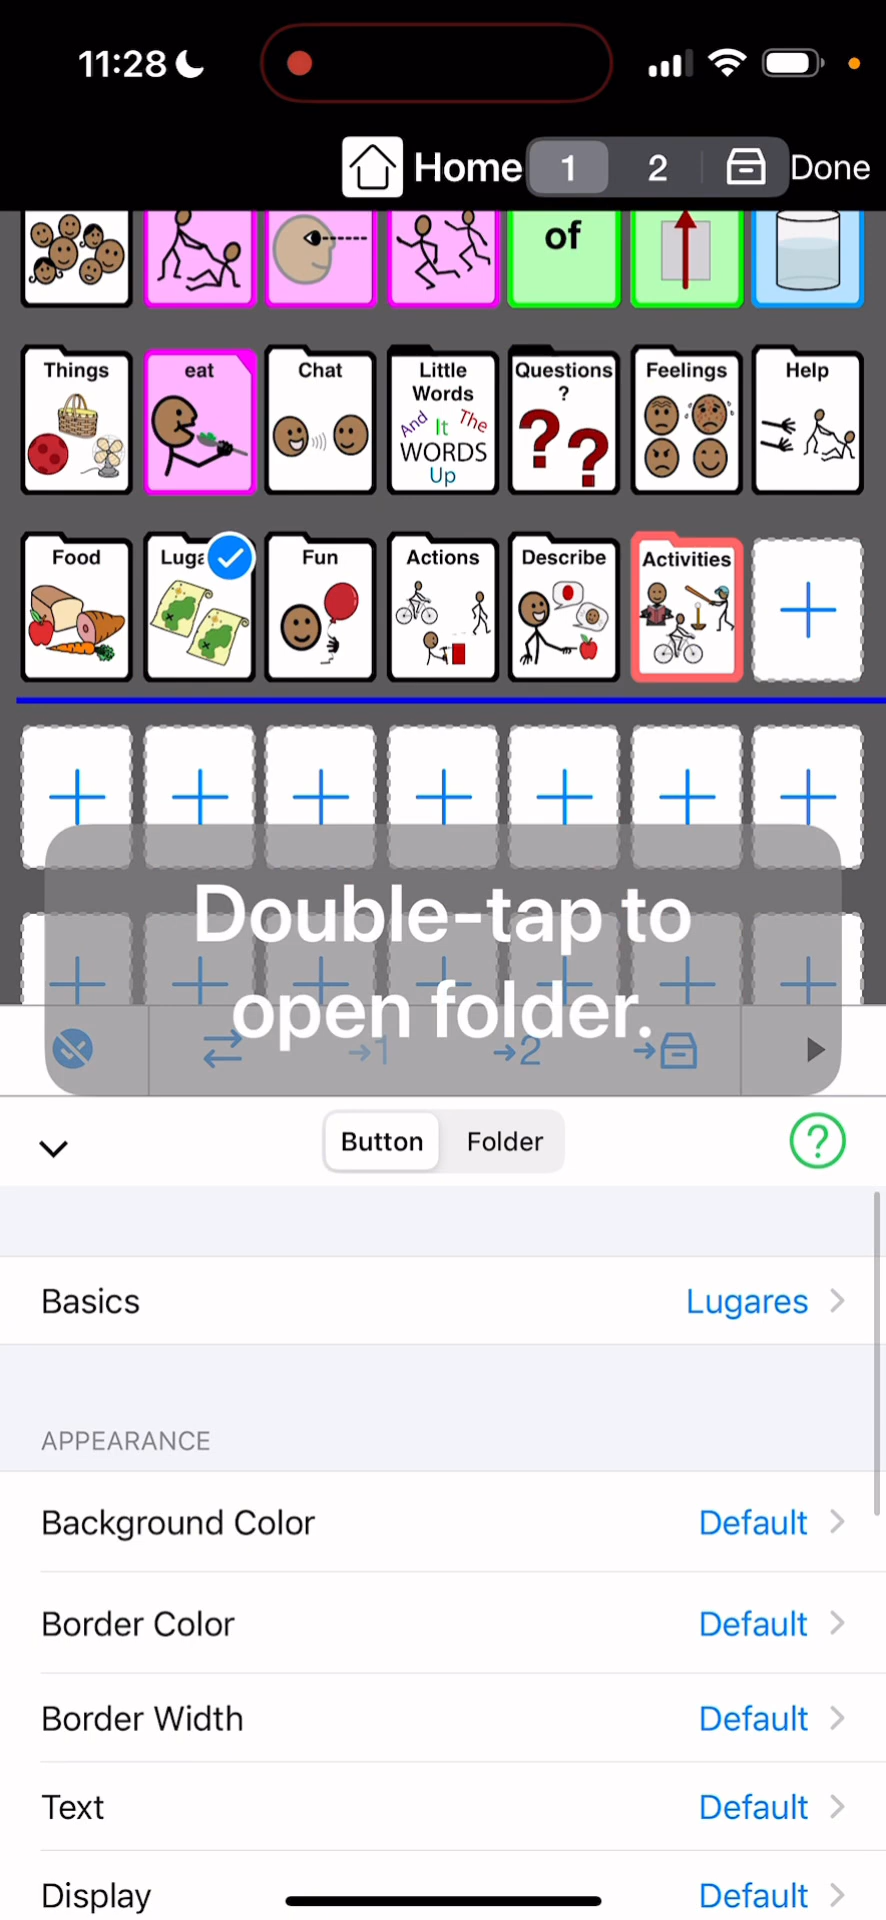 11:28
Home 1 2 Done
of
Things eat Chat Little Words Questions ? Feelings Help
And It The
WORDS
Up
Food Luga Fun Actions Describe Activities
Double-tap to
open folder.
→1 →2
Button Folder ?
Basics Lugares
APPEARANCE
Background Color Default
Border Color Default
Border Width Default
Text Default
Display Default